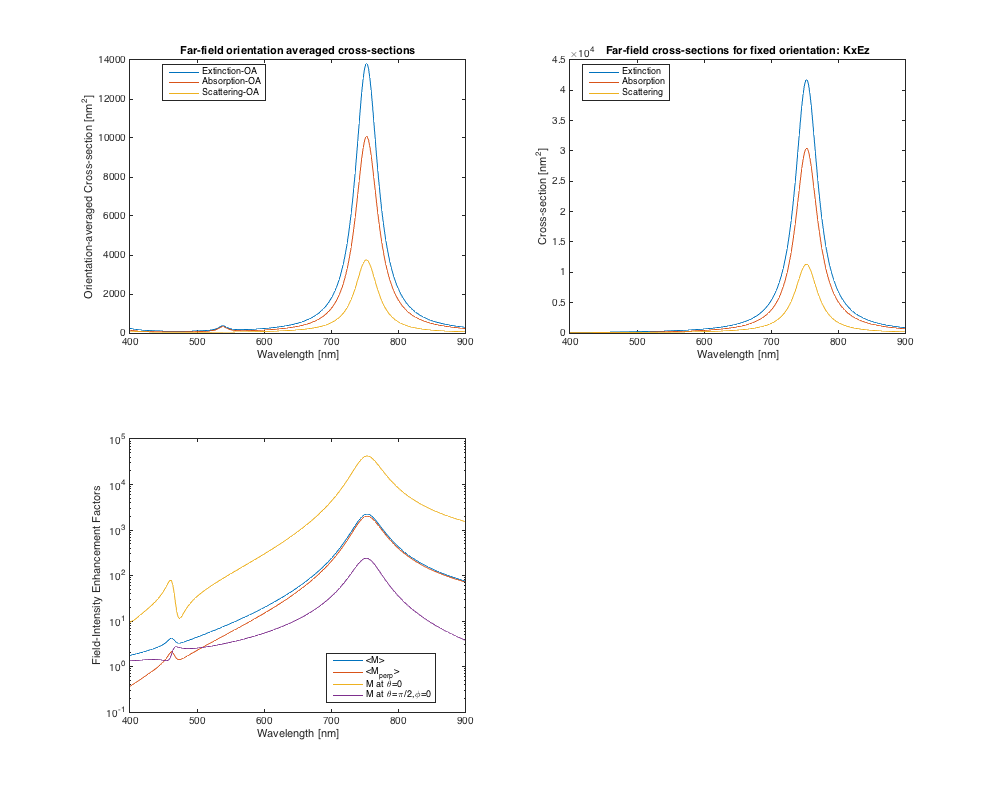 Far-field orientation averaged cross-sections
14000
12000
10000
8000
6000
4000
2000
0
Orientation-averaged Cross-section [nm²]
Extinction-OA
Absorption-OA
Scattering-OA
400 500 600 700 800 900
Wavelength [nm]
×10⁴
Far-field cross-sections for fixed orientation: KxEz
4.5
4
3.5
3
2.5
2
1.5
1
0.5
0
Cross-section [nm²]
Extinction
Absorption
Scattering
400 500 600 700 800 900
Wavelength [nm]
10⁵
10⁴
10³
10²
10¹
10⁰
10⁻¹
Field-Intensity Enhancement Factors
<M>
<Mperp>
M at θ=0
M at θ=π/2,φ=0
400 500 600 700 800 900
Wavelength [nm]